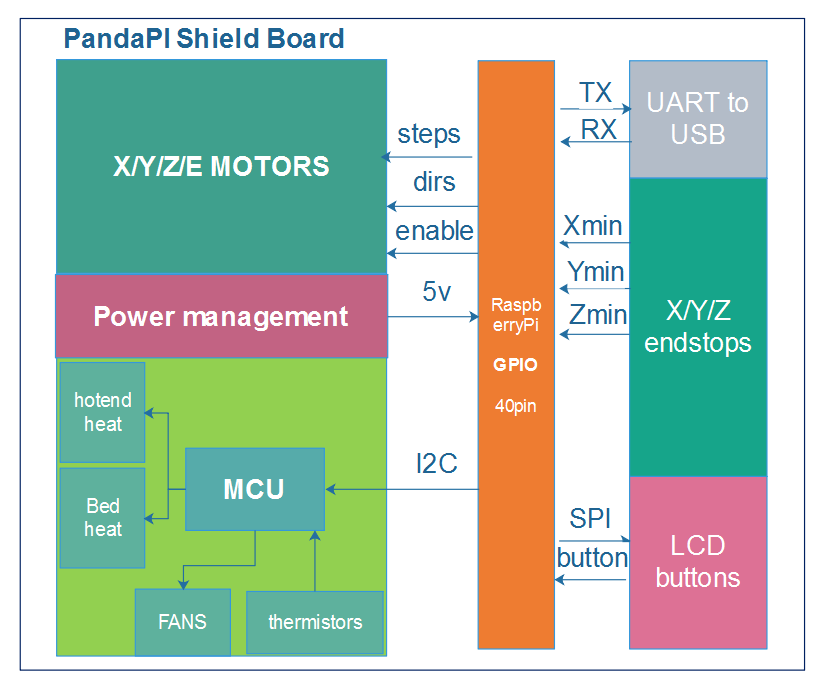 PandaPI Shield Board
X/Y/Z/E MOTORS
steps
dirs
enable
Power management
5v
hotend
heat
Bed
heat
MCU
I2C
FANS
thermistors
Raspb
erryPi
GPIO
40pin
TX
RX
UART to
USB
Xmin
Ymin
Zmin
X/Y/Z
endstops
SPI
button
LCD
buttons